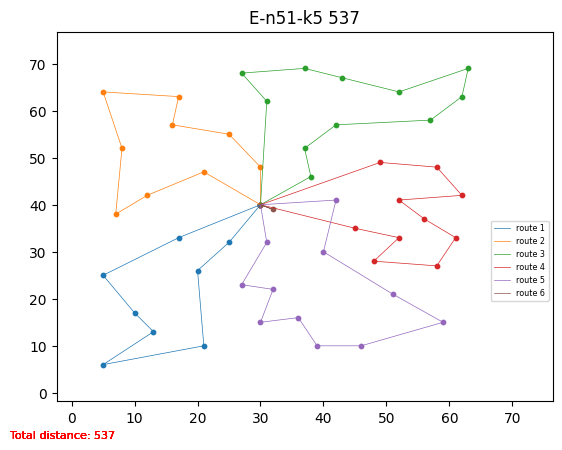 E-n51-k5 537
70
60
50
40
30
20
10
0
route 1
route 2
route 3
route 4
route 5
route 6
0 10 20 30 40 50 60 70
Total distance: 537